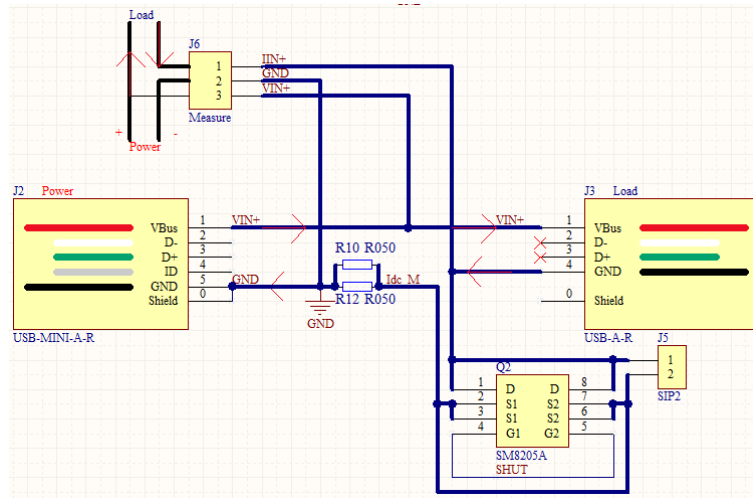 Load
J6
1 IIN+
2 GND
3 VIN+
Measure
+ -
Power
J2 Power
VBus 1 VIN+
D- 2
D+ 3
ID 4
GND 5 GND
Shield 0
USB-MINI-A-R
R10 R050
R12 R050
Idc_M
GND
J3 Load
VIN+ 1 VBus
2 D-
3 D+
4 GND
0 Shield
USB-A-R
J5
1
2
SIP2
Q2
1 D D 8
2 S1 S2 7
3 S1 S2 6
4 G1 G2 5
SM8205A
SHUT